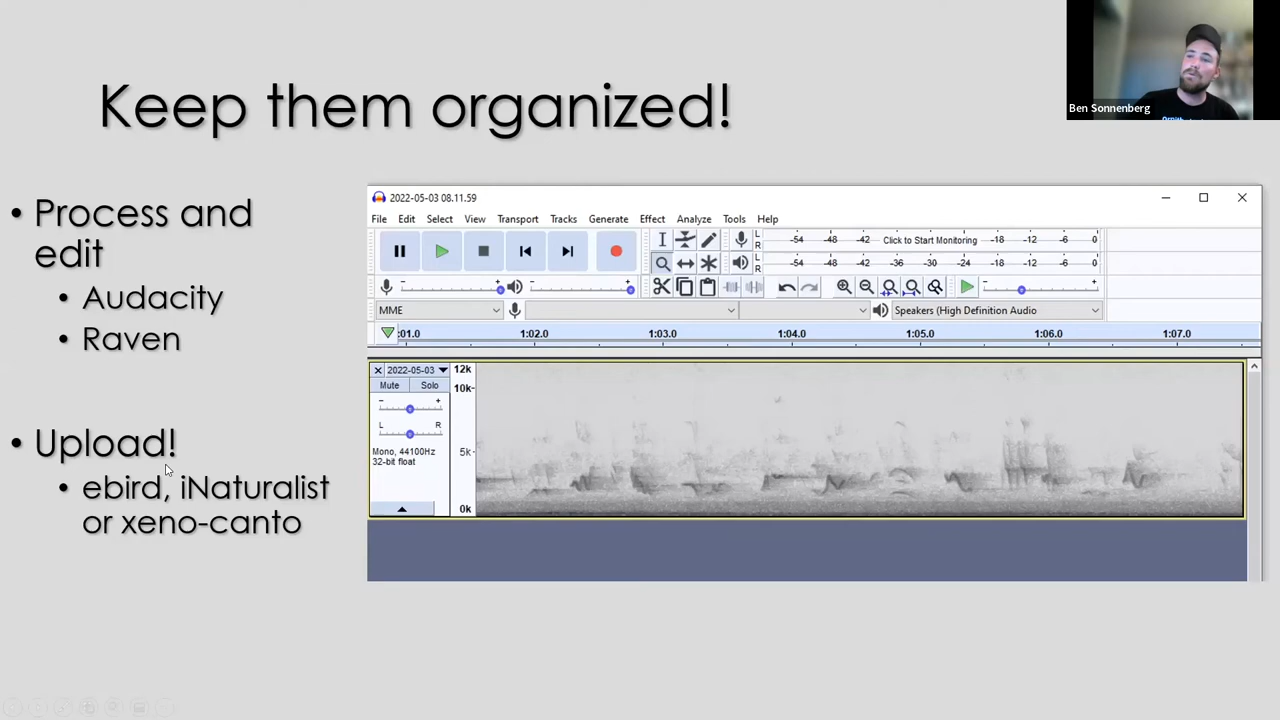 Keep them organized!
Ben Sonnenberg
• Process and
edit
• Audacity
• Raven
• Upload!
• ebird, iNaturalist
or xeno-canto
2022-05-03 08.11.59
File Edit Select View Transport Tracks Generate Effect Analyze Tools Help
L R -54 -48 -42 Click to Start Monitoring -18 -12 -6 0
L R -54 -48 -42 -36 -30 -24 -18 -12 -6 0
- + - +
MME Speakers (High Definition Audio
1:02.0 1:03.0 1:04.0 1:05.0 1:06.0 1:07.0
2022-05-03 12k
Mute Solo 10k
- +
L R
Mono, 44100Hz 5k
32-bit float
0k